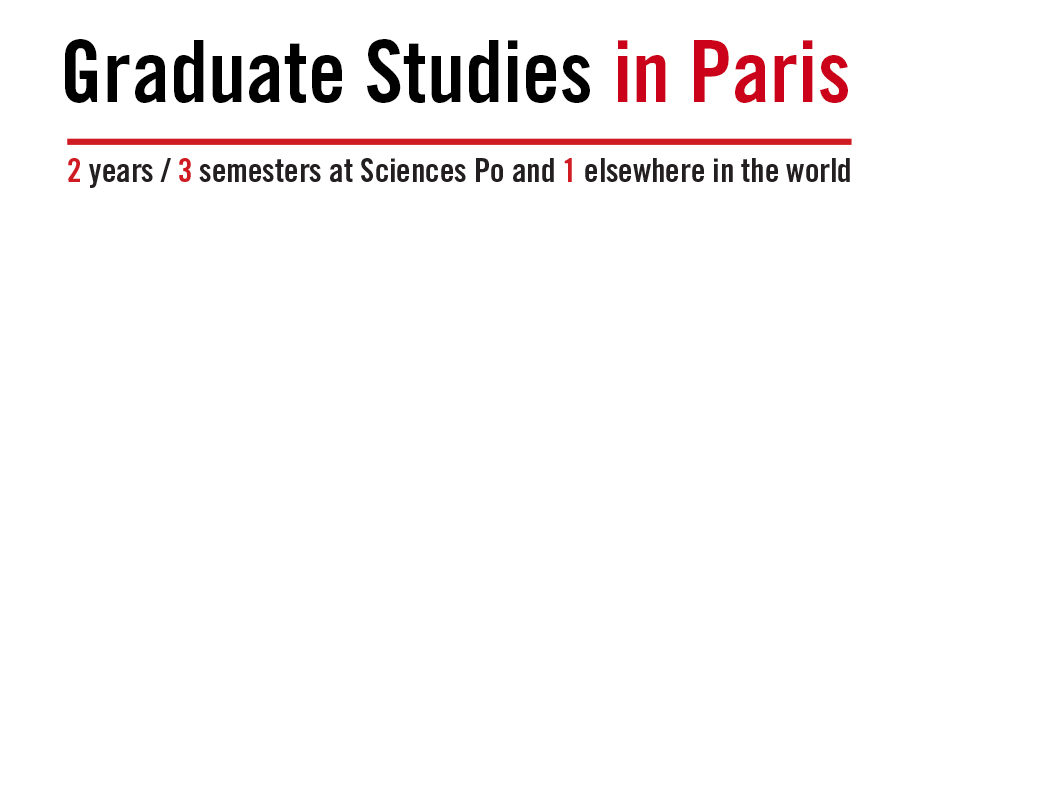 Graduate Studies in Paris
2 years / 3 semesters at Sciences Po and 1 elsewhere in the world